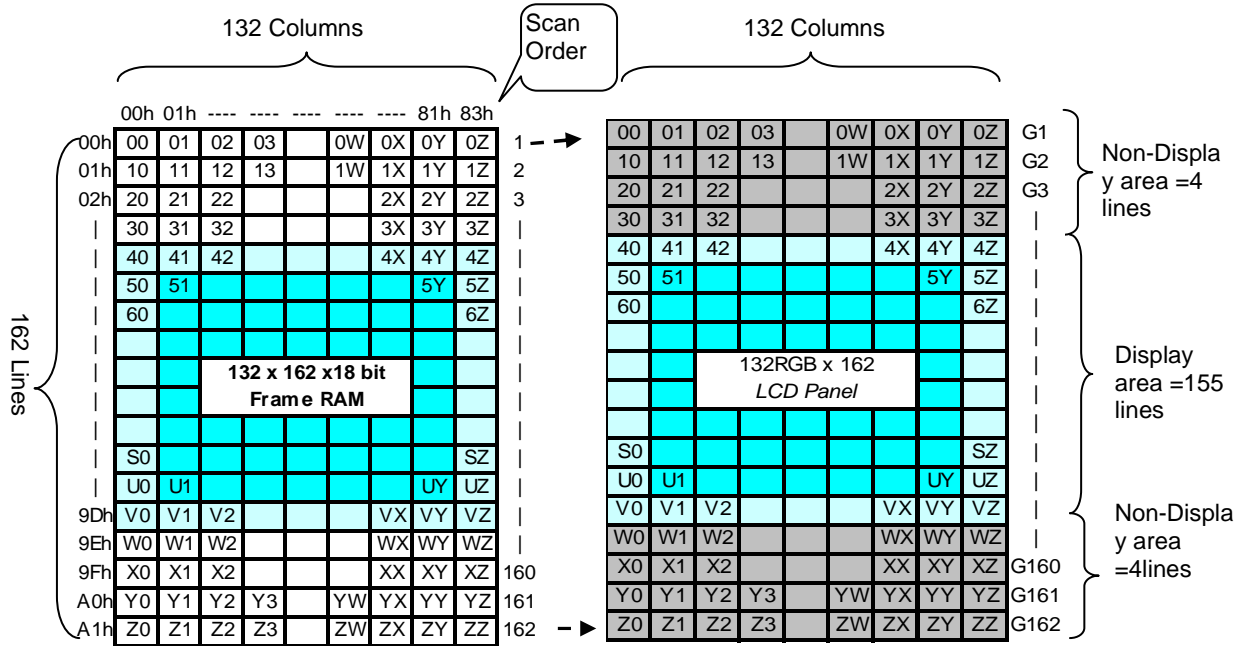 132 Columns
Scan
Order
132 Columns
00h 01h ---- ---- ---- ---- ---- 81h 83h
00h 00 01 02 03 0W 0X 0Y 0Z 1
01h 10 11 12 13 1W 1X 1Y 1Z 2
02h 20 21 22 2X 2Y 2Z 3
30 31 32 3X 3Y 3Z
40 41 42 4X 4Y 4Z
50 51 5Y 5Z
60 6Z
162 Lines
132 x 162 x18 bit
Frame RAM
S0 SZ
U0 U1 UY UZ
9Dh V0 V1 V2 VX VY VZ
9Eh W0 W1 W2 WX WY WZ
9Fh X0 X1 X2 XX XY XZ 160
A0h Y0 Y1 Y2 Y3 YW YX YY YZ 161
A1h Z0 Z1 Z2 Z3 ZW ZX ZY ZZ 162
00 01 02 03 0W 0X 0Y 0Z G1
10 11 12 13 1W 1X 1Y 1Z G2
20 21 22 2X 2Y 2Z G3
30 31 32 3X 3Y 3Z
40 41 42 4X 4Y 4Z
50 51 5Y 5Z
60 6Z
132RGB x 162
LCD Panel
S0 SZ
U0 U1 UY UZ
V0 V1 V2 VX VY VZ
W0 W1 W2 WX WY WZ
X0 X1 X2 XX XY XZ G160
Y0 Y1 Y2 Y3 YW YX YY YZ G161
Z0 Z1 Z2 Z3 ZW ZX ZY ZZ G162
Non-Displa
y area =4
lines
Display
area =155
lines
Non-Displa
y area
=4lines